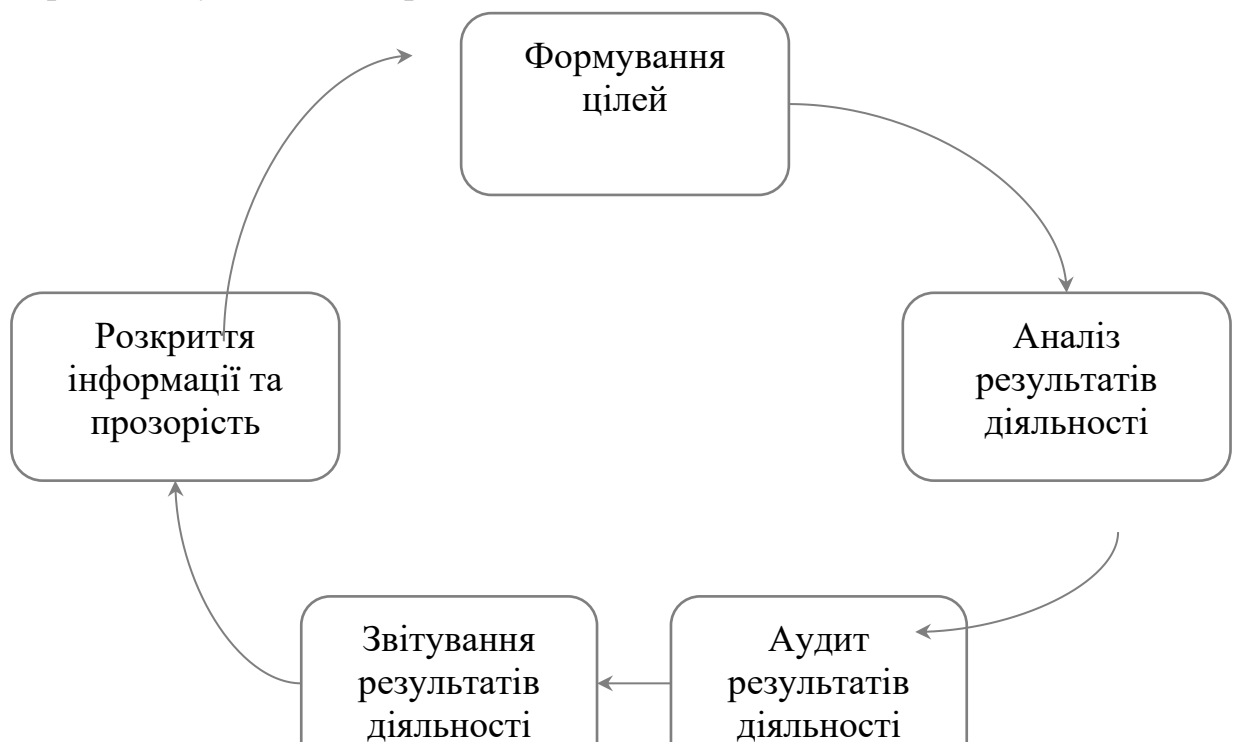 Формування
цілей
Аналіз
результатів
діяльності
Аудит
результатів
діяльності
Звітування
результатів
діяльності
Розкриття
інформації та
прозорість